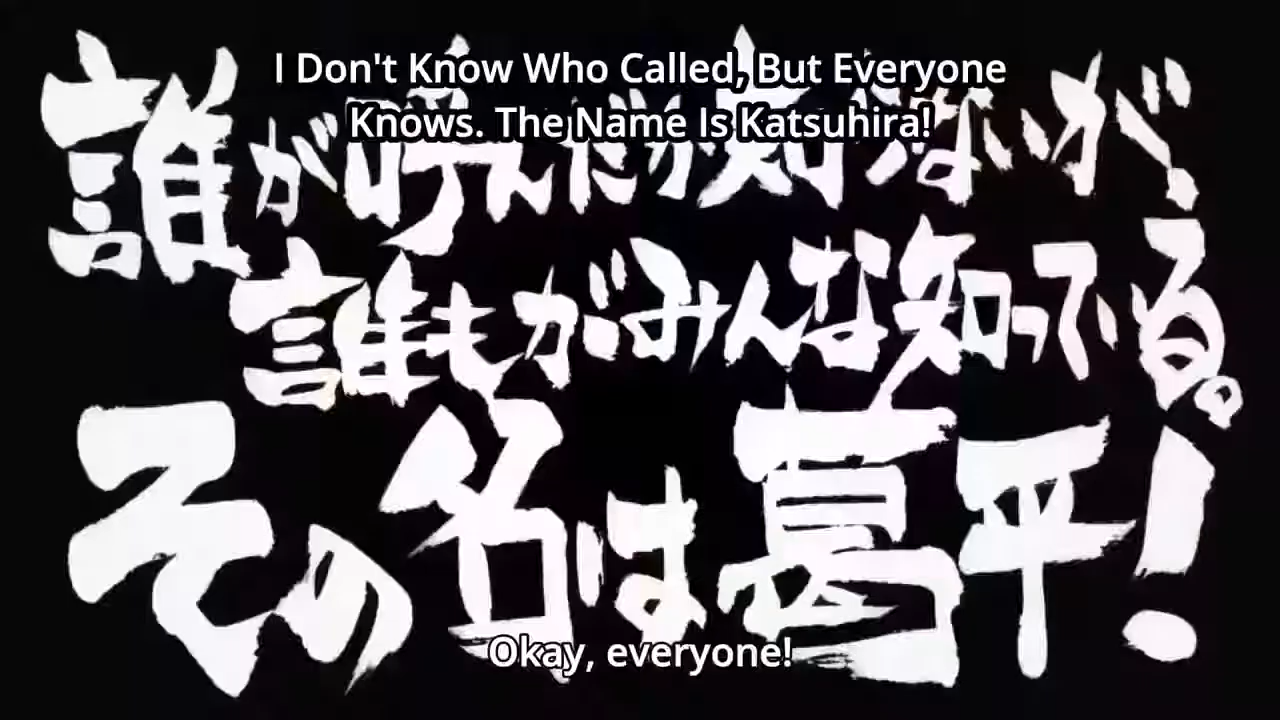 I Don't Know Who Called, But Everyone
Knows. The Name Is Katsuhira!
誰が呼んだか知らないが、
誰もがみんな知っている。
その名は葛平!
Okay, everyone!